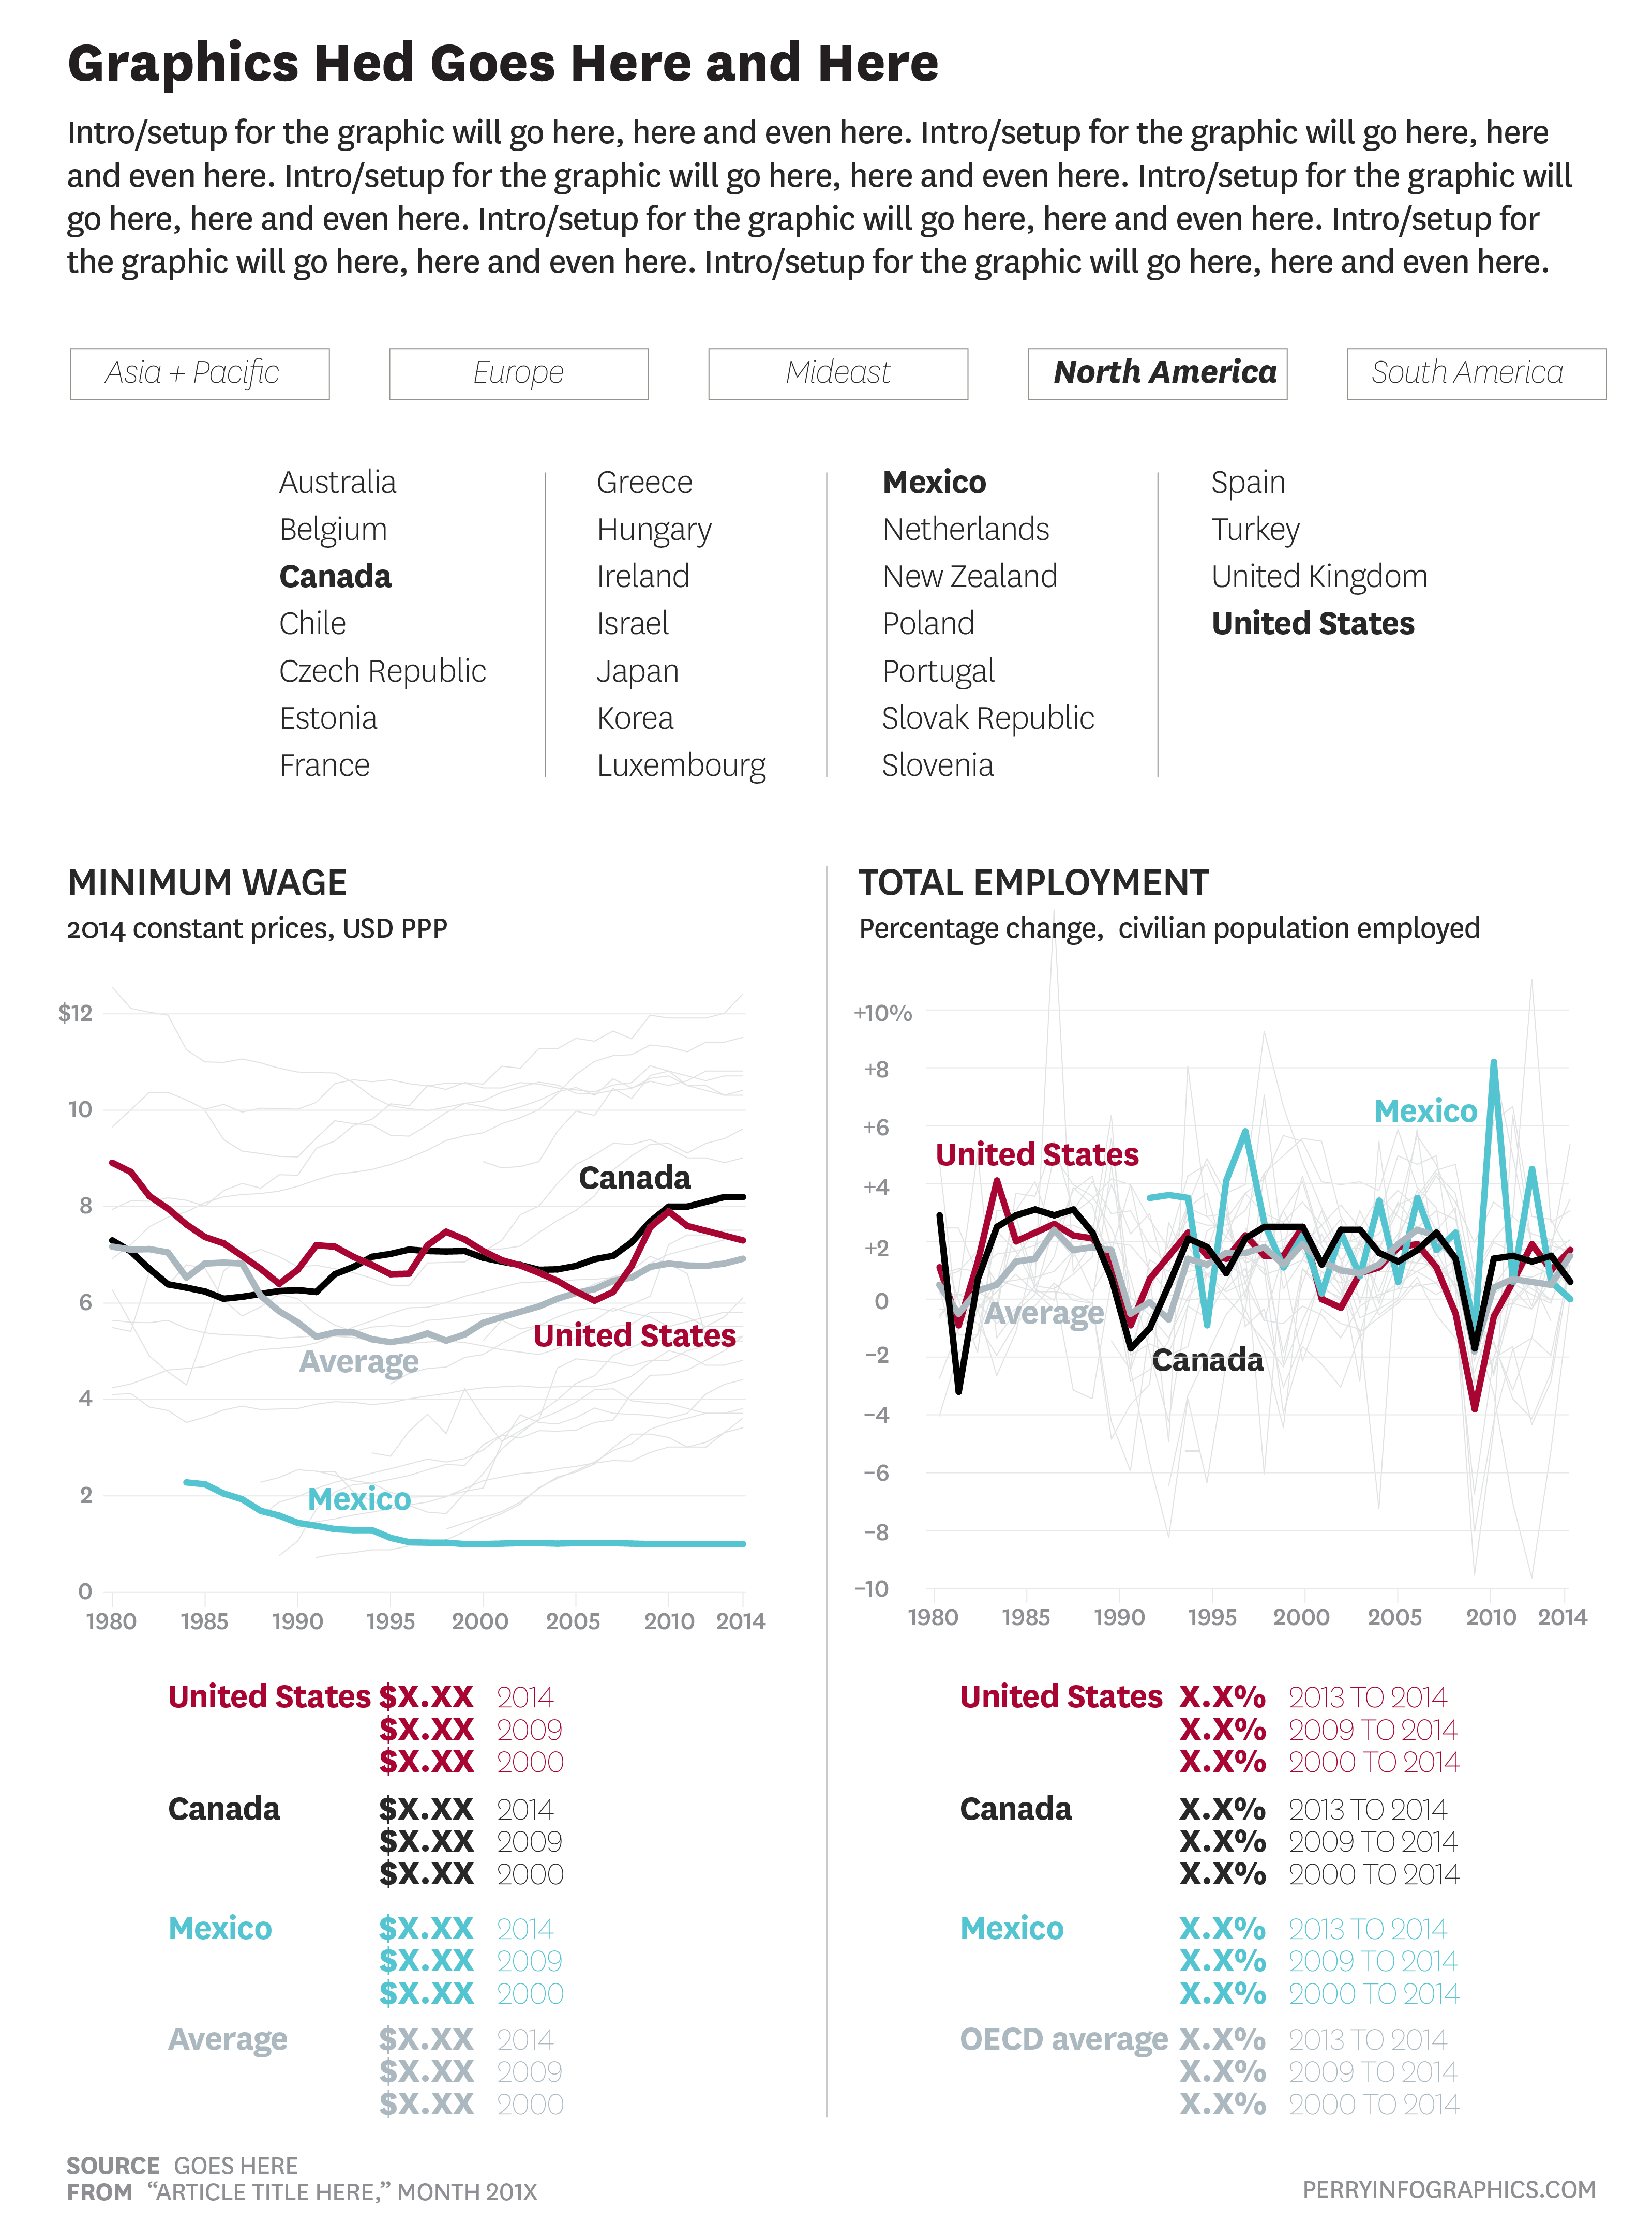 Graphics Hed Goes Here and Here
Intro/setup for the graphic will go here, here and even here. Intro/setup for the graphic will go here, here
and even here. Intro/setup for the graphic will go here, here and even here. Intro/setup for the graphic will
go here, here and even here. Intro/setup for the graphic will go here, here and even here. Intro/setup for
the graphic will go here, here and even here. Intro/setup for the graphic will go here, here and even here.
Asia + Pacific
Europe
Mideast
North America
South America
Australia
Belgium
Canada
Chile
Czech Republic
Estonia
France
Greece
Hungary
Ireland
Israel
Japan
Korea
Luxembourg
Mexico
Netherlands
New Zealand
Poland
Portugal
Slovak Republic
Slovenia
Spain
Turkey
United Kingdom
United States
MINIMUM WAGE
2014 constant prices, USD PPP
$12
10
8
6
4
2
0
Canada
United States
Average
Mexico
1980 1985 1990 1995 2000 2005 2010 2014
United States $X.XX 2014
$X.XX 2009
$X.XX 2000
Canada $X.XX 2014
$X.XX 2009
$X.XX 2000
Mexico $X.XX 2014
$X.XX 2009
$X.XX 2000
Average $X.XX 2014
$X.XX 2009
$X.XX 2000
TOTAL EMPLOYMENT
Percentage change, civilian population employed
+10%
+8
+6
+4
+2
0
−2
−4
−6
−8
−10
Mexico
United States
Average
Canada
1980 1985 1990 1995 2000 2005 2010 2014
United States X.X% 2013 TO 2014
X.X% 2009 TO 2014
X.X% 2000 TO 2014
Canada X.X% 2013 TO 2014
X.X% 2009 TO 2014
X.X% 2000 TO 2014
Mexico X.X% 2013 TO 2014
X.X% 2009 TO 2014
X.X% 2000 TO 2014
OECD average X.X% 2013 TO 2014
X.X% 2009 TO 2014
X.X% 2000 TO 2014
SOURCE GOES HERE
FROM “ARTICLE TITLE HERE,” MONTH 201X
PERRYINFOGRAPHICS.COM